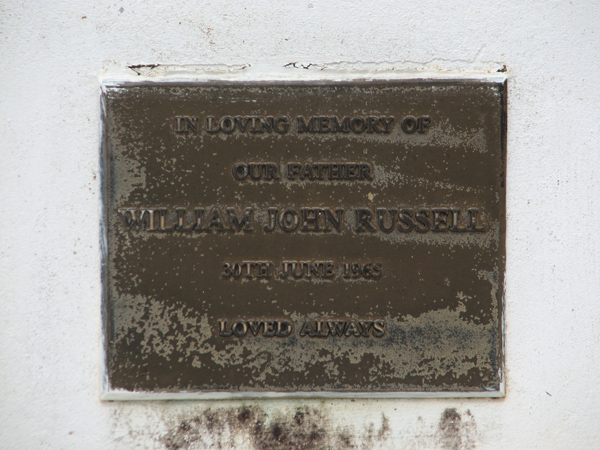 IN LOVING MEMORY OF
OUR FATHER
WILLIAM JOHN RUSSELL
30TH JUNE 1965
LOVED ALWAYS